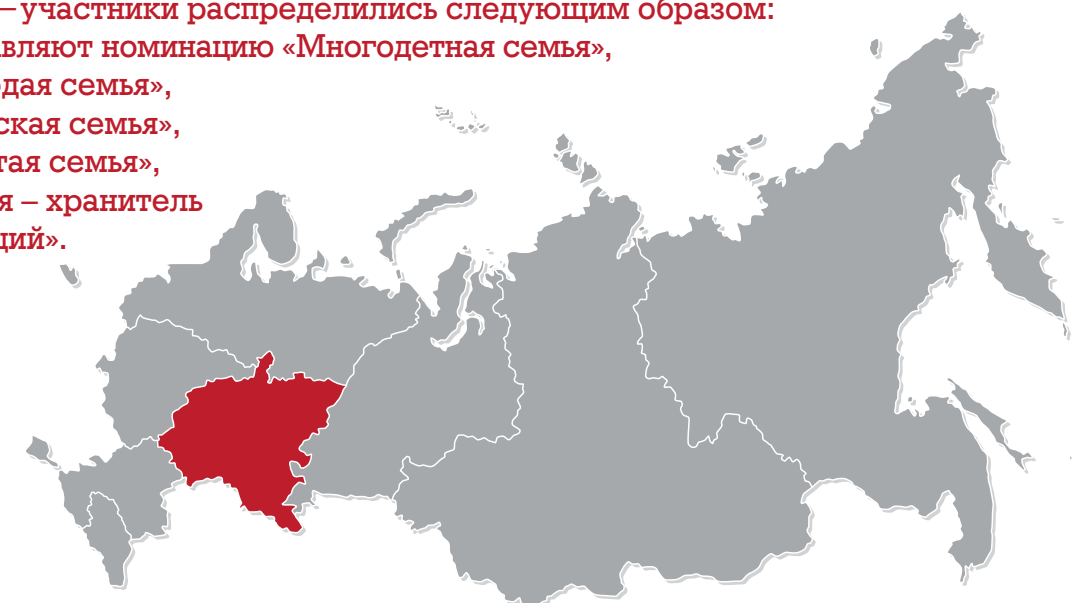 – участники распределились следующим образом:
вляют номинацию «Многодетная семья»,
дая семья»,
ская семья»,
тая семья»,
я – хранитель
ций».